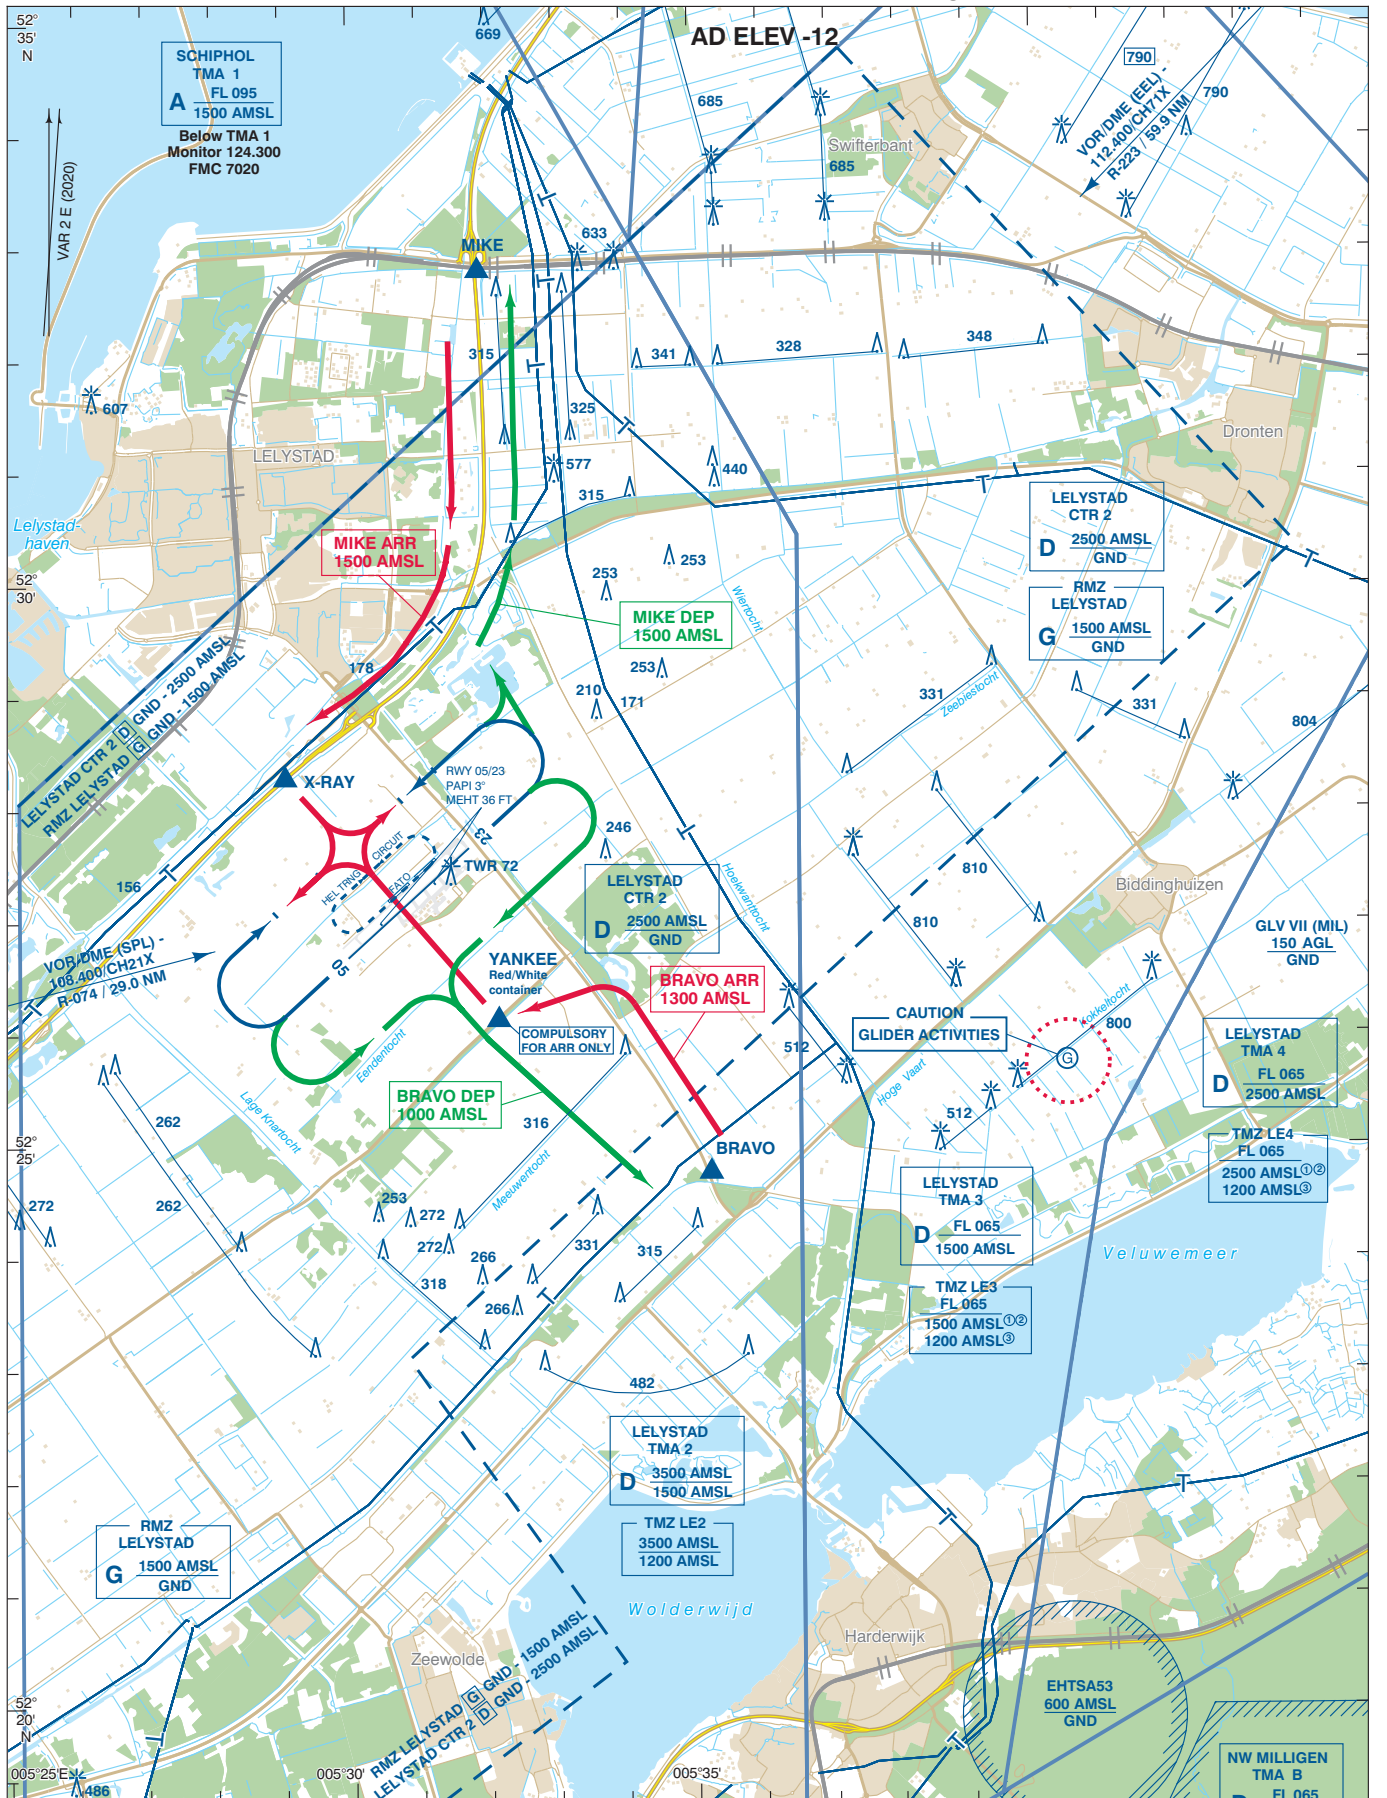 52°
35'
N
669
AD ELEV -12
SCHIPHOL
TMA 1
A
FL 095
1500 AMSL
Below TMA 1
Monitor 124.300
FMC 7020
VAR 2 E (2020)
685
685
Swifterbant
790
790
VOR/DME (EEL) -
112.400/CH71X
R-223 / 59.9 NM
MIKE
633
315
341
328
348
607
325
LELYSTAD
577
315
440
Dronten
Lelystad-
haven
MIKE ARR
1500 AMSL
LELYSTAD
CTR 2
D
2500 AMSL
GND
253
253
52°
30'
RMZ
LELYSTAD
G
1500 AMSL
GND
MIKE DEP
1500 AMSL
Wiertocht
253
178
210
171
331
Zeebiestocht
331
804
LELYSTAD CTR 2 D GND - 2500 AMSL
RMZ LELYSTAD G GND - 1500 AMSL
X-RAY
RWY 05/23
PAPI 3°
MEHT 36 FT
23
HEL TRNG CIRCUIT
FATO
TWR 72
246
810
810
Biddinghuizen
156
LELYSTAD
CTR 2
D
2500 AMSL
GND
Hoekwanttocht
GLV VII (MIL)
150 AGL
GND
VOR/DME (SPL) -
108.400/CH21X
R-074 / 29.0 NM
05
YANKEE
Red/White
container
BRAVO ARR
1300 AMSL
COMPULSORY
FOR ARR ONLY
CAUTION
GLIDER ACTIVITIES
G
Kokkeltocht
800
512
512
Eendentocht
Hoge Vaart
LELYSTAD
TMA 4
D
FL 065
2500 AMSL
BRAVO DEP
1000 AMSL
262
Lage Knartocht
316
52°
25'
BRAVO
TMZ LE4
FL 065
2500 AMSL①②
1200 AMSL③
Meeuwentocht
LELYSTAD
TMA 3
D
FL 065
1500 AMSL
272
262
253
272
272
266
318
266
331
315
Veluwemeer
TMZ LE3
FL 065
1500 AMSL①②
1200 AMSL③
482
LELYSTAD
TMA 2
D
3500 AMSL
1500 AMSL
TMZ LE2
3500 AMSL
1200 AMSL
RMZ
LELYSTAD
G
1500 AMSL
GND
Wolderwijd
Harderwijk
Zeewolde
RMZ LELYSTAD G GND - 1500 AMSL
LELYSTAD CTR 2 D GND - 2500 AMSL
EHTSA53
600 AMSL
GND
52°
20'
N
NW MILLIGEN
TMA B
FL 065
005°25'E
486
005°30'
005°35'